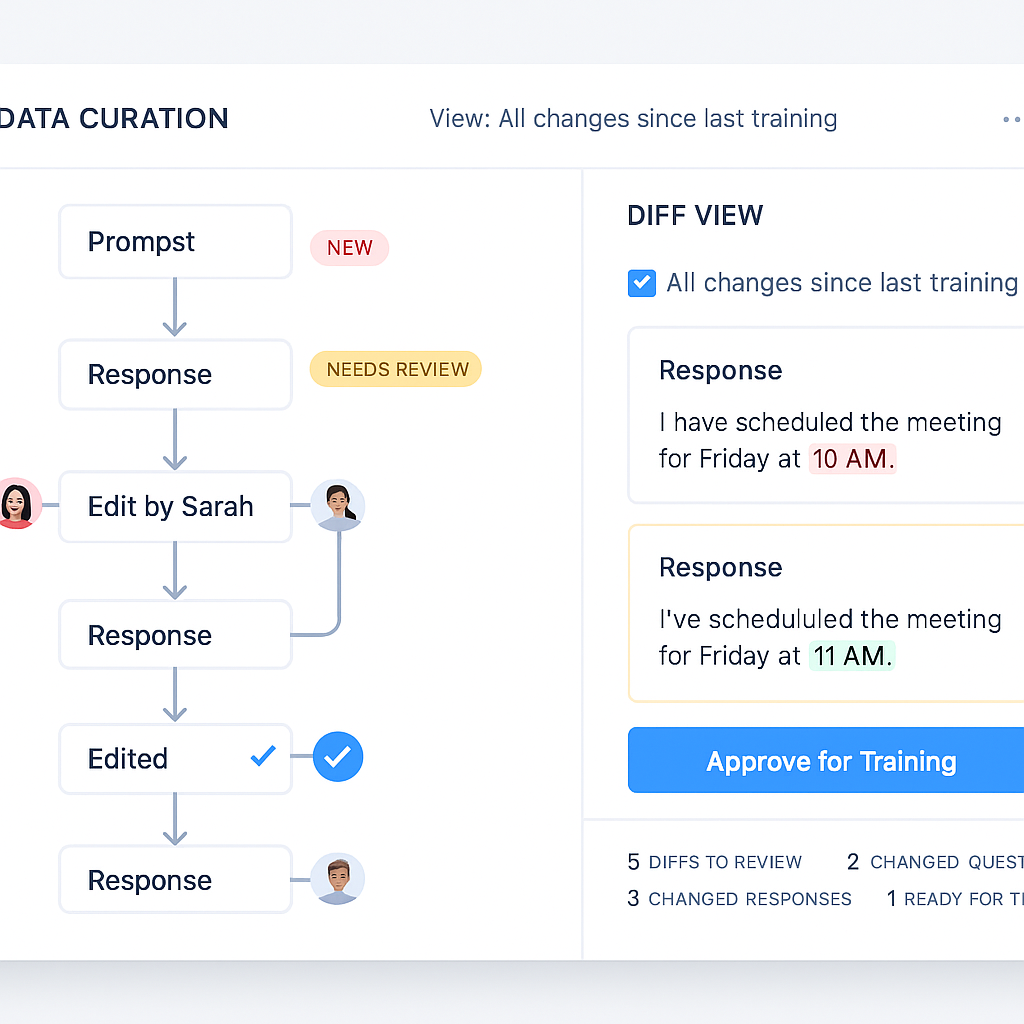 DATA CURATION
View: All changes since last training
Prompst
NEW
Response
NEEDS REVIEW
Edit by Sarah
Response
Edited
Response
DIFF VIEW
All changes since last training
Response
I have scheduled the meeting
for Friday at 10 AM.
Response
I've schedululed the meeting
for Friday at 11 AM.
Approve for Training
5 DIFFS TO REVIEW
2 CHANGED QUEST
3 CHANGED RESPONSES
1 READY FOR